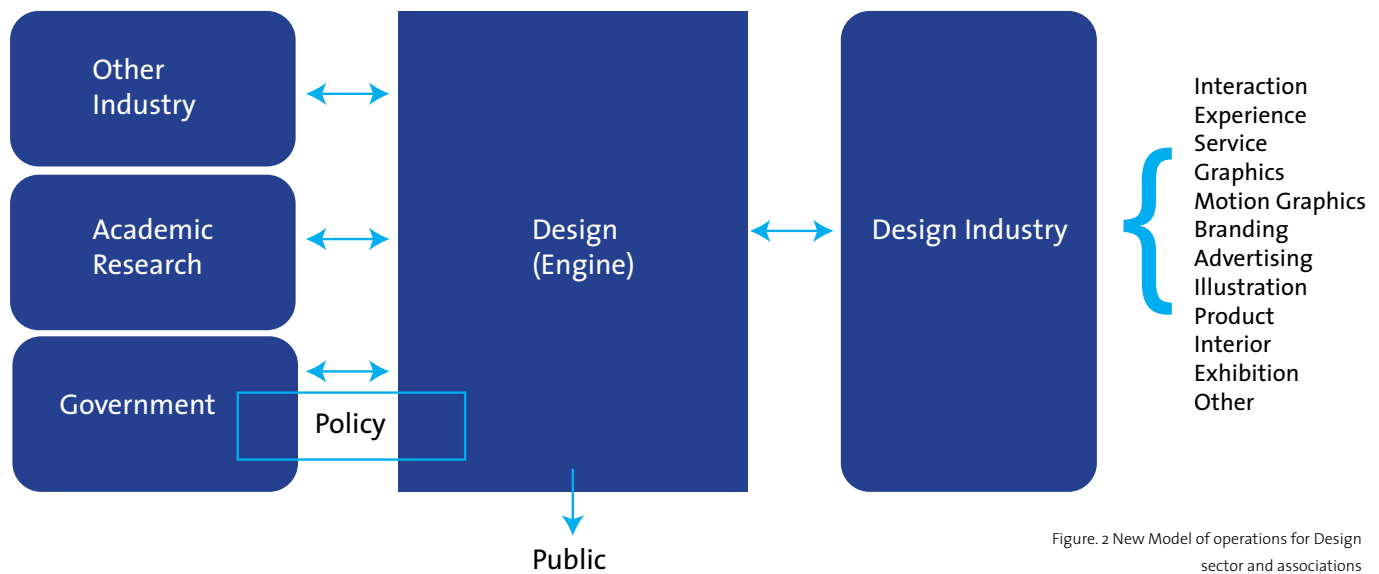 Other
Industry
Academic
Research
Government
Policy
Design
(Engine)
Public
Design Industry
Interaction
Experience
Service
Graphics
Motion Graphics
Branding
Advertising
Illustration
Product
Interior
Exhibition
Other
Figure. 2 New Model of operations for Design
sector and associations